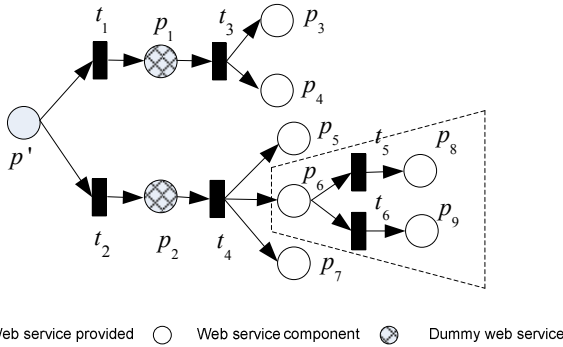 t1 p1 t3 p3
p4
p'
p5
t5 p8
p6
t6 p9
t2 p2 t4 p7
Web service provided Web service component Dummy web service